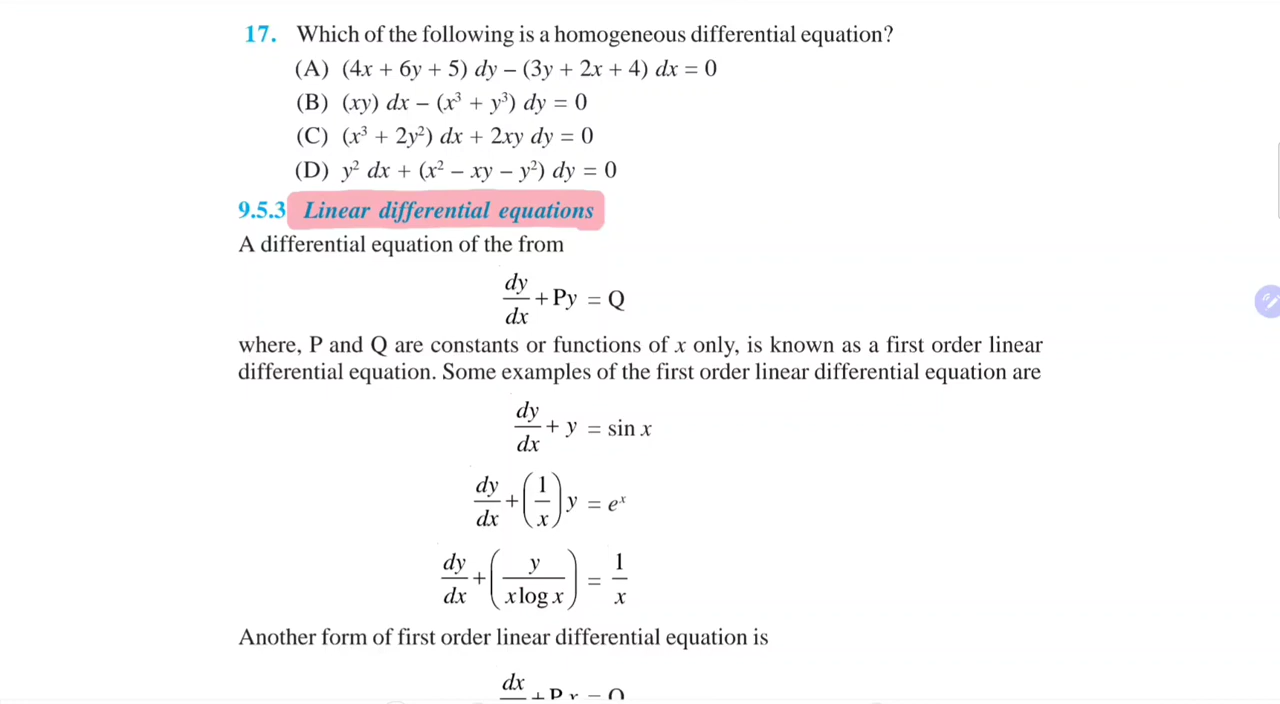 17. Which of the following is a homogeneous differential equation?
(A) (4x + 6y + 5) dy – (3y + 2x + 4) dx = 0
(B) (xy) dx – (x³ + y³) dy = 0
(C) (x³ + 2y²) dx + 2xy dy = 0
(D) y² dx + (x² – xy – y²) dy = 0
9.5.3 Linear differential equations
A differential equation of the from
dy/dx + Py = Q
where, P and Q are constants or functions of x only, is known as a first order linear
differential equation. Some examples of the first order linear differential equation are
dy/dx + y = sin x
dy/dx + (1/x) y = eˣ
dy/dx + (y/(x log x)) = 1/x
Another form of first order linear differential equation is
dx